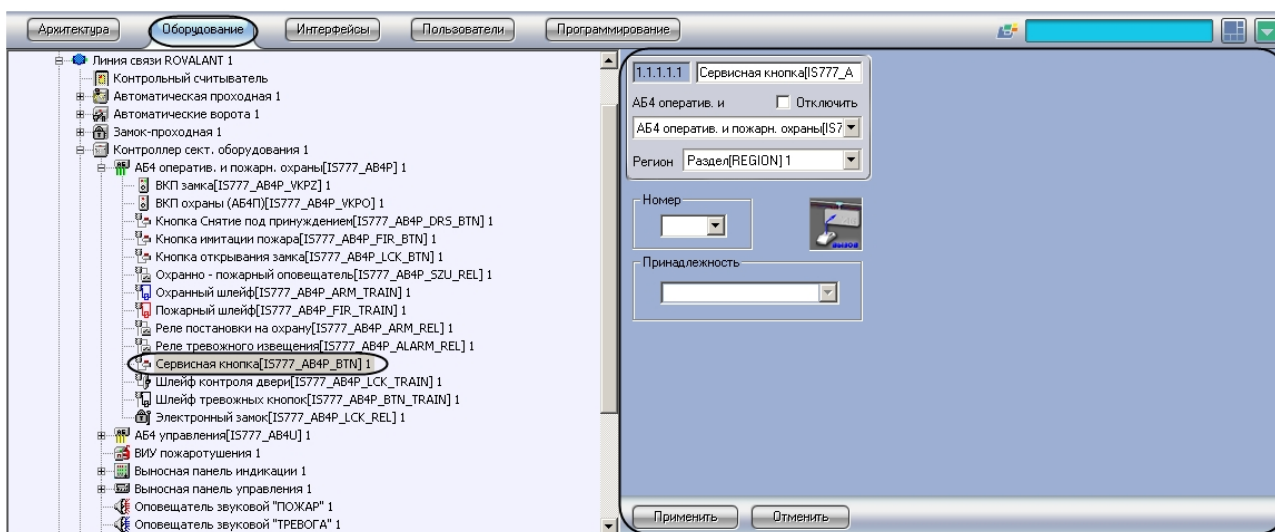 Архитектура Оборудование Интерфейсы Пользователи Программирование
Линия связи ROVALANT 1
Контрольный считыватель
Автоматическая проходная 1
Автоматические ворота 1
Замок-проходная 1
Контроллер сект. оборудования 1
АБ4 оператив. и пожарн. охраны[IS777_AB4P] 1
ВКП замка[IS777_AB4P_VKPZ] 1
ВКП охраны (АБ4П)[IS777_AB4P_VKPO] 1
Кнопка Снятие под принуждением[IS777_AB4P_DRS_BTN] 1
Кнопка имитации пожара[IS777_AB4P_FIR_BTN] 1
Кнопка открывания замка[IS777_AB4P_LCK_BTN] 1
Охранно - пожарный оповещатель[IS777_AB4P_SZU_REL] 1
Охранный шлейф[IS777_AB4P_ARM_TRAIN] 1
Пожарный шлейф[IS777_AB4P_FIR_TRAIN] 1
Реле постановки на охрану[IS777_AB4P_ARM_REL] 1
Реле тревожного извещения[IS777_AB4P_ALARM_REL] 1
Сервисная кнопка[IS777_AB4P_BTN] 1
Шлейф контроля двери[IS777_AB4P_LCK_TRAIN] 1
Шлейф тревожных кнопок[IS777_AB4P_BTN_TRAIN] 1
Электронный замок[IS777_AB4P_LCK_REL] 1
АБ4 управления[IS777_AB4U] 1
ВИУ пожаротушения 1
Выносная панель индикации 1
Выносная панель управления 1
Оповещатель звуковой "ПОЖАР" 1
Оповещатель звуковой "ТРЕВОГА" 1
1.1.1.1.1 Сервисная кнопка[IS777_A
АБ4 оператив. и Отключить
АБ4 оператив. и пожарн. охраны[IS7
Регион Раздел[REGION] 1
Номер
вызов
Принадлежность
Применить Отменить